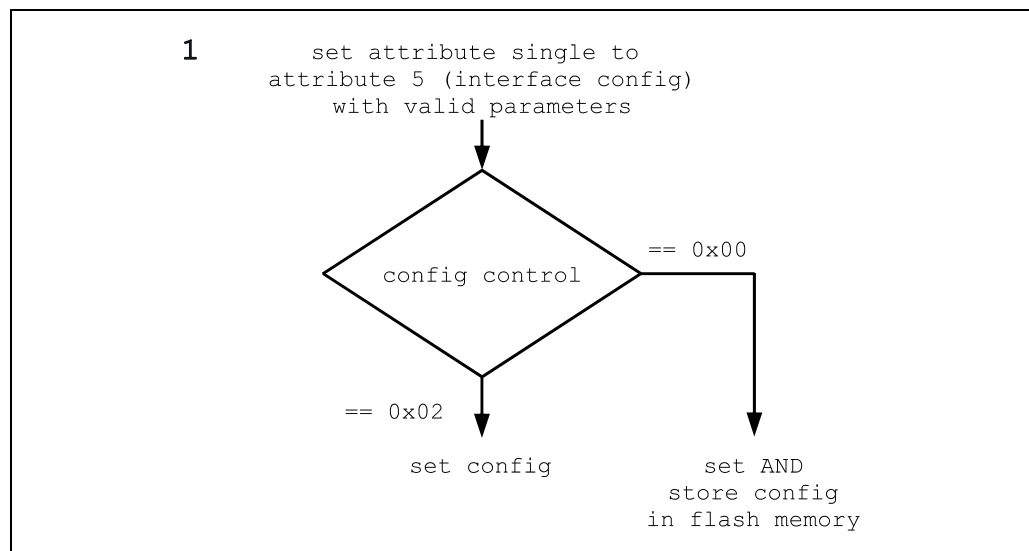 1
set attribute single to
attribute 5 (interface config)
with valid parameters
== 0x00
config control
== 0x02
set config
set AND
store config
in flash memory